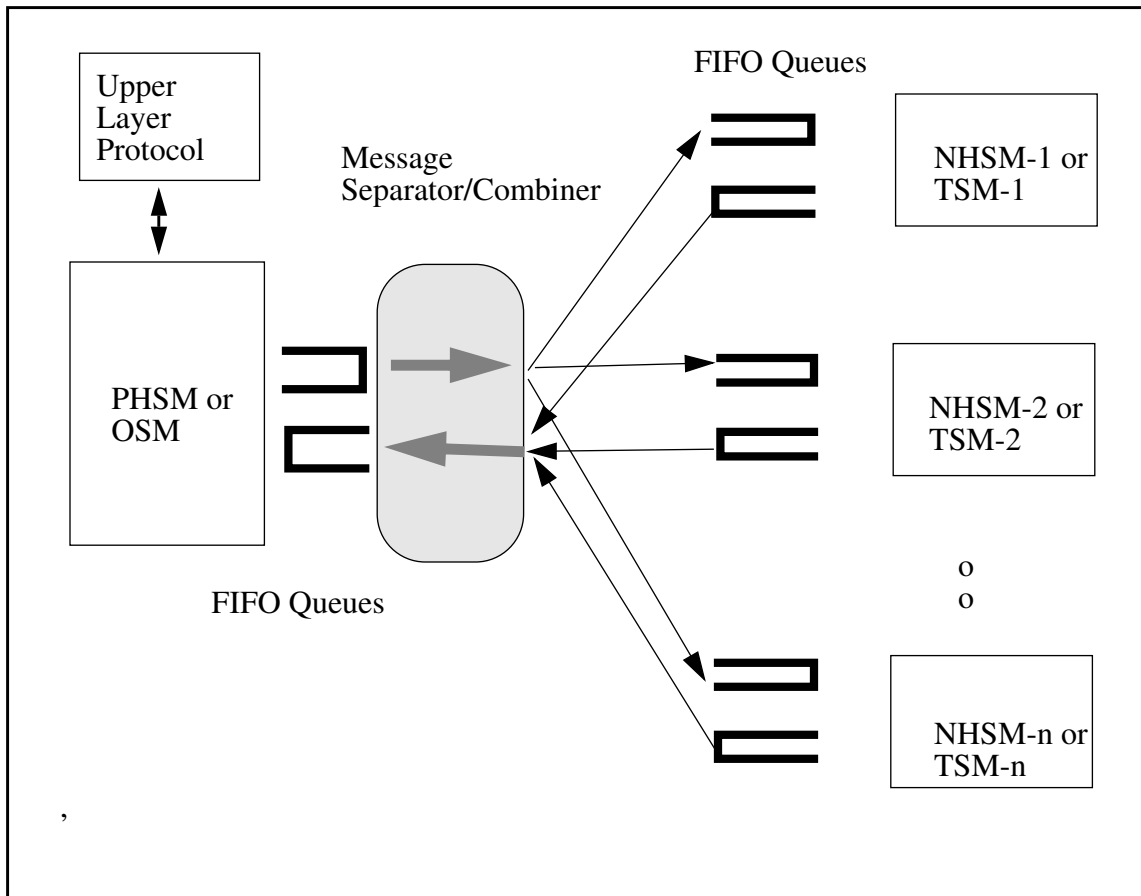 Upper
Layer
Protocol
FIFO Queues
Message
Separator/Combiner
NHSM-1 or
TSM-1
PHSM or
OSM
NHSM-2 or
TSM-2
o
o
FIFO Queues
NHSM-n or
TSM-n
,